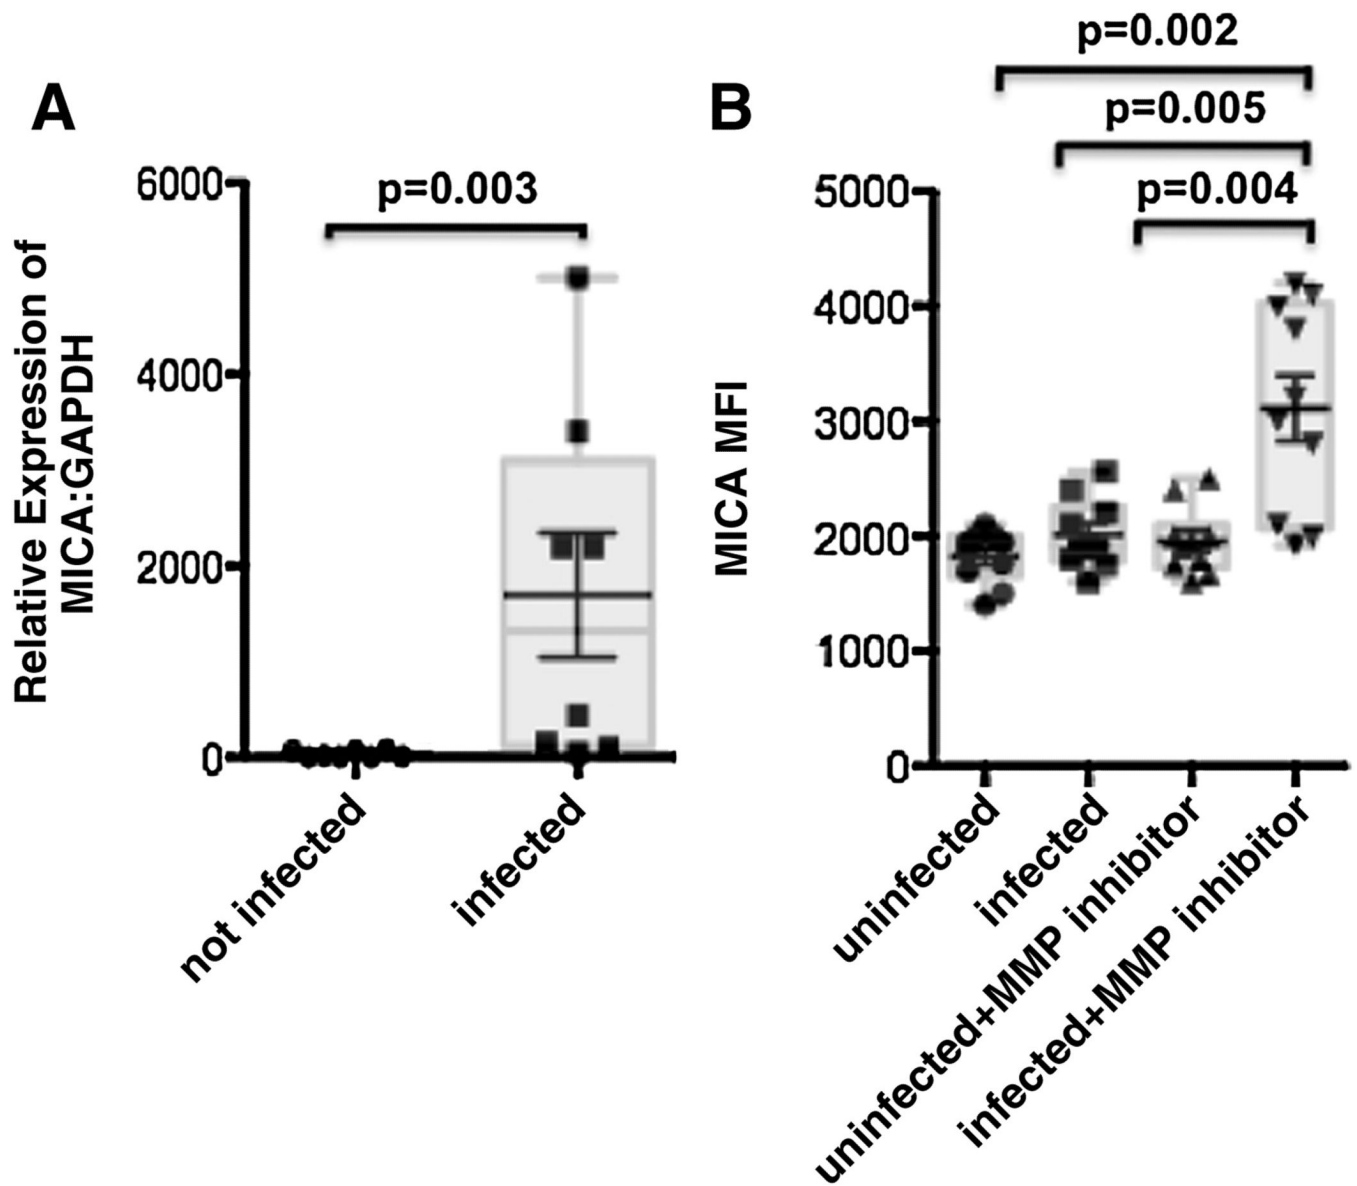 A
Relative Expression of
MICA:GAPDH
6000
4000
2000
0
p=0.003
not infected
infected
B
p=0.002
p=0.005
p=0.004
MICA MFI
5000
4000
3000
2000
1000
0
uninfected
infected
uninfected+MMP inhibitor
infected+MMP inhibitor